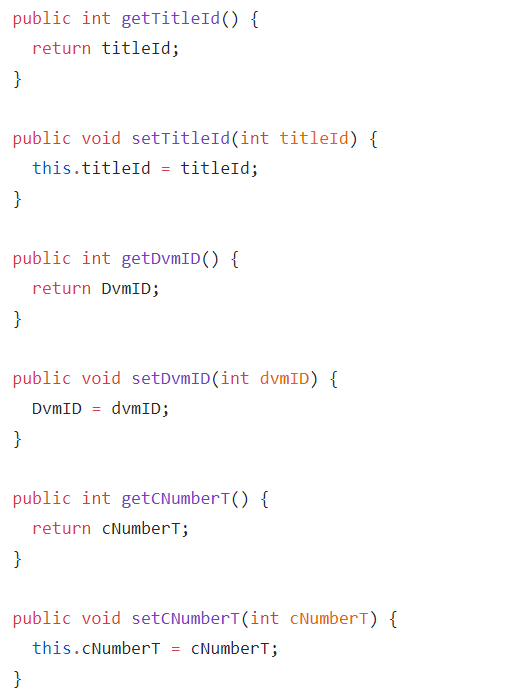 public int getTitleId() {
  return titleId;
}

public void setTitleId(int titleId) {
  this.titleId = titleId;
}

public int getDvmID() {
  return DvmID;
}

public void setDvmID(int dvmID) {
  DvmID = dvmID;
}

public int getCNumberT() {
  return cNumberT;
}

public void setCNumberT(int cNumberT) {
  this.cNumberT = cNumberT;
}